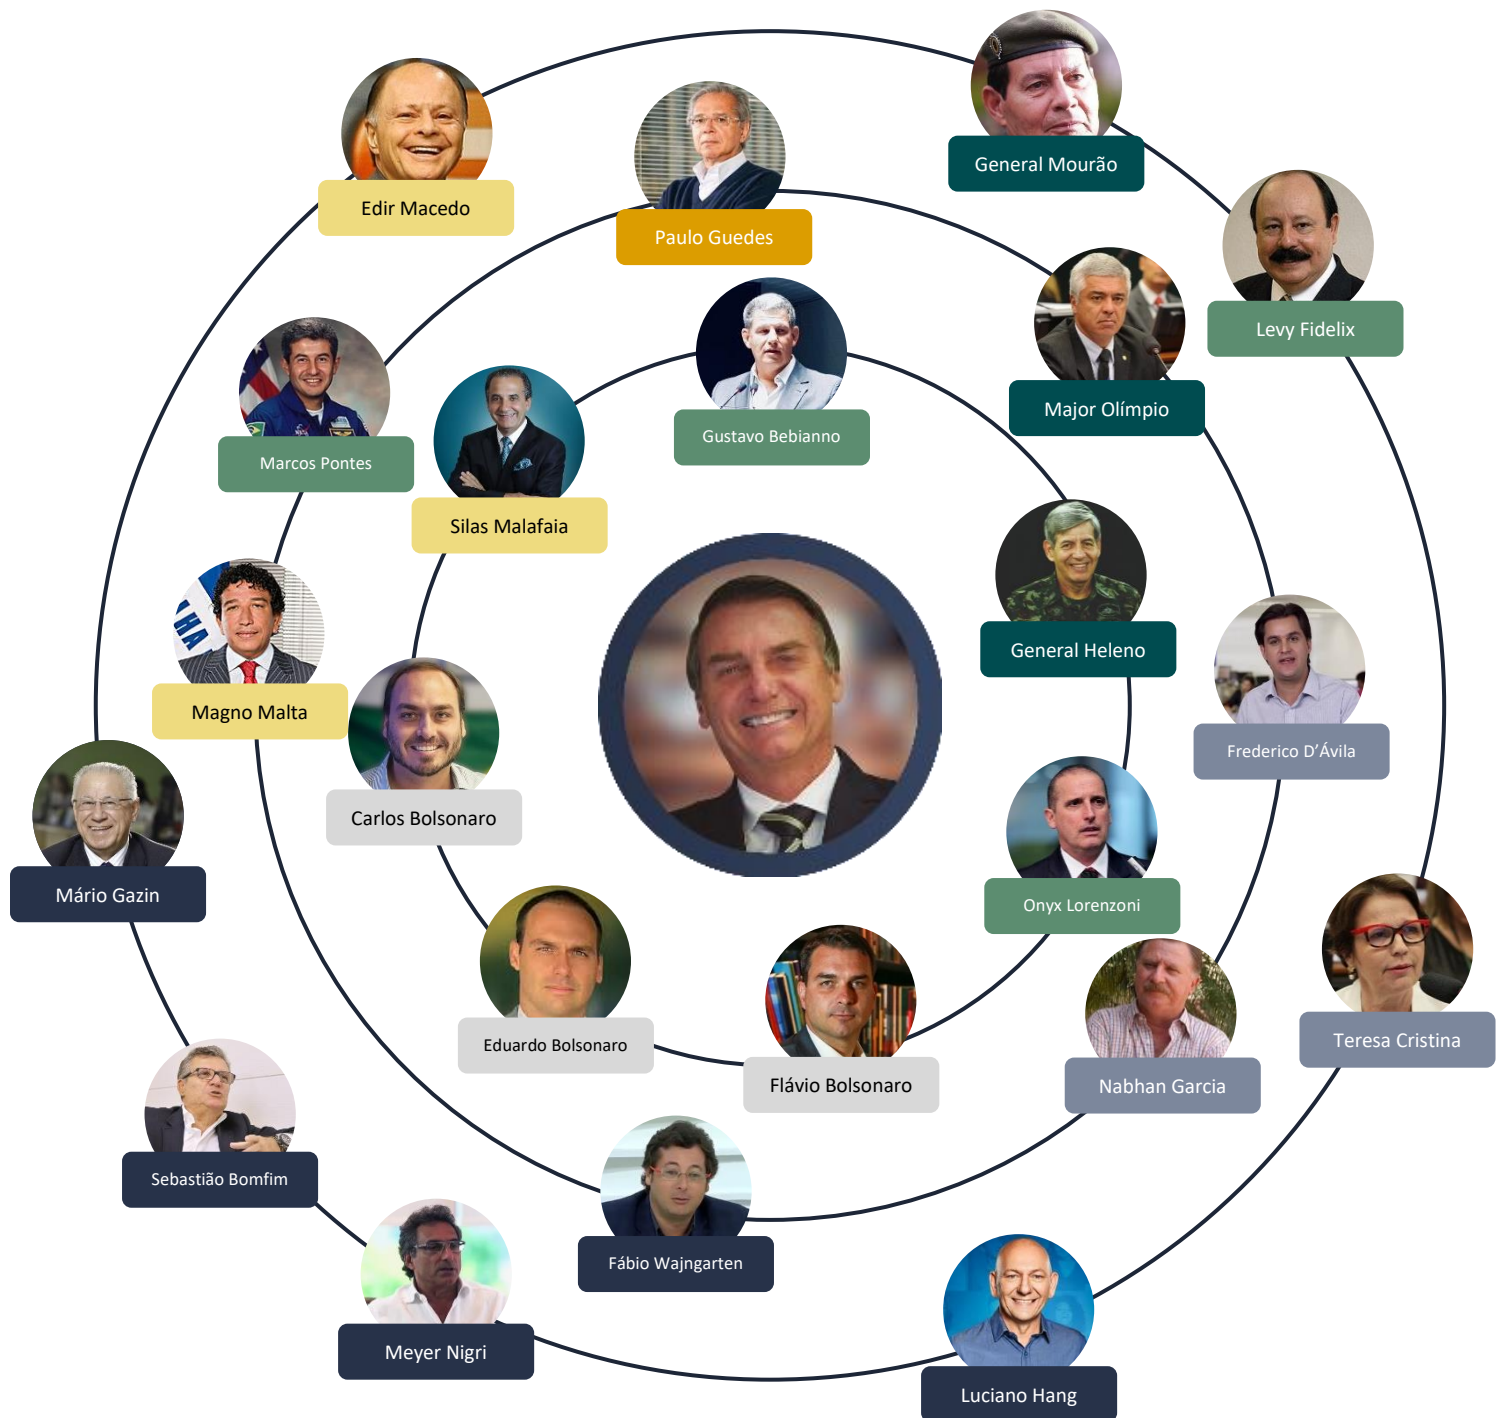 Edir Macedo
Paulo Guedes
General Mourão
Levy Fidelix
Marcos Pontes
Silas Malafaia
Gustavo Bebianno
Major Olímpio
Magno Malta
HA
Carlos Bolsonaro
General Heleno
Frederico D’Ávila
Mário Gazin
Onyx Lorenzoni
Eduardo Bolsonaro
Flávio Bolsonaro
Nabhan Garcia
Teresa Cristina
Sebastião Bomfim
Fábio Wajngarten
Meyer Nigri
Luciano Hang